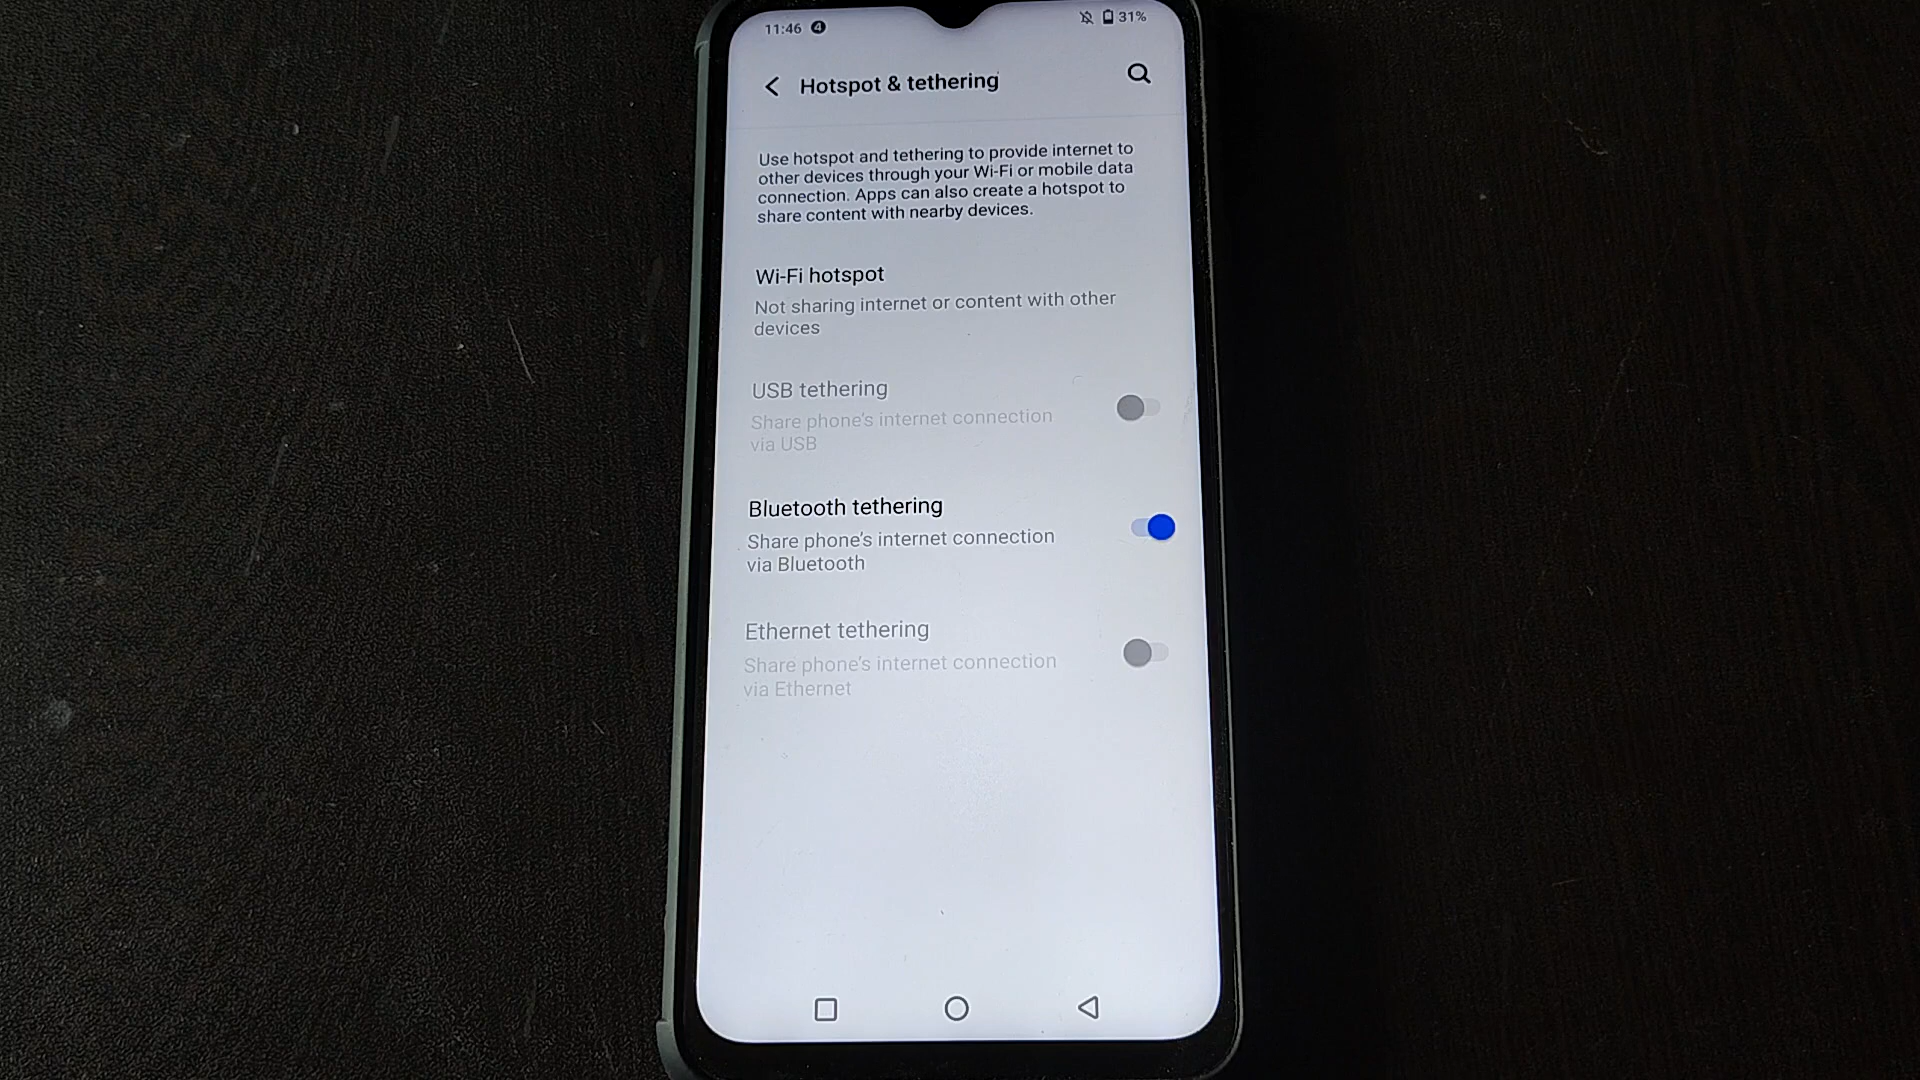 11:46 4 31%
Hotspot & tethering
Use hotspot and tethering to provide internet to
other devices through your Wi-Fi or mobile data
connection. Apps can also create a hotspot to
share content with nearby devices.
Wi-Fi hotspot
Not sharing internet or content with other
devices
USB tethering
Share phone's internet connection
via USB
Bluetooth tethering
Share phone's internet connection
via Bluetooth
Ethernet tethering
Share phone's internet connection
via Ethernet